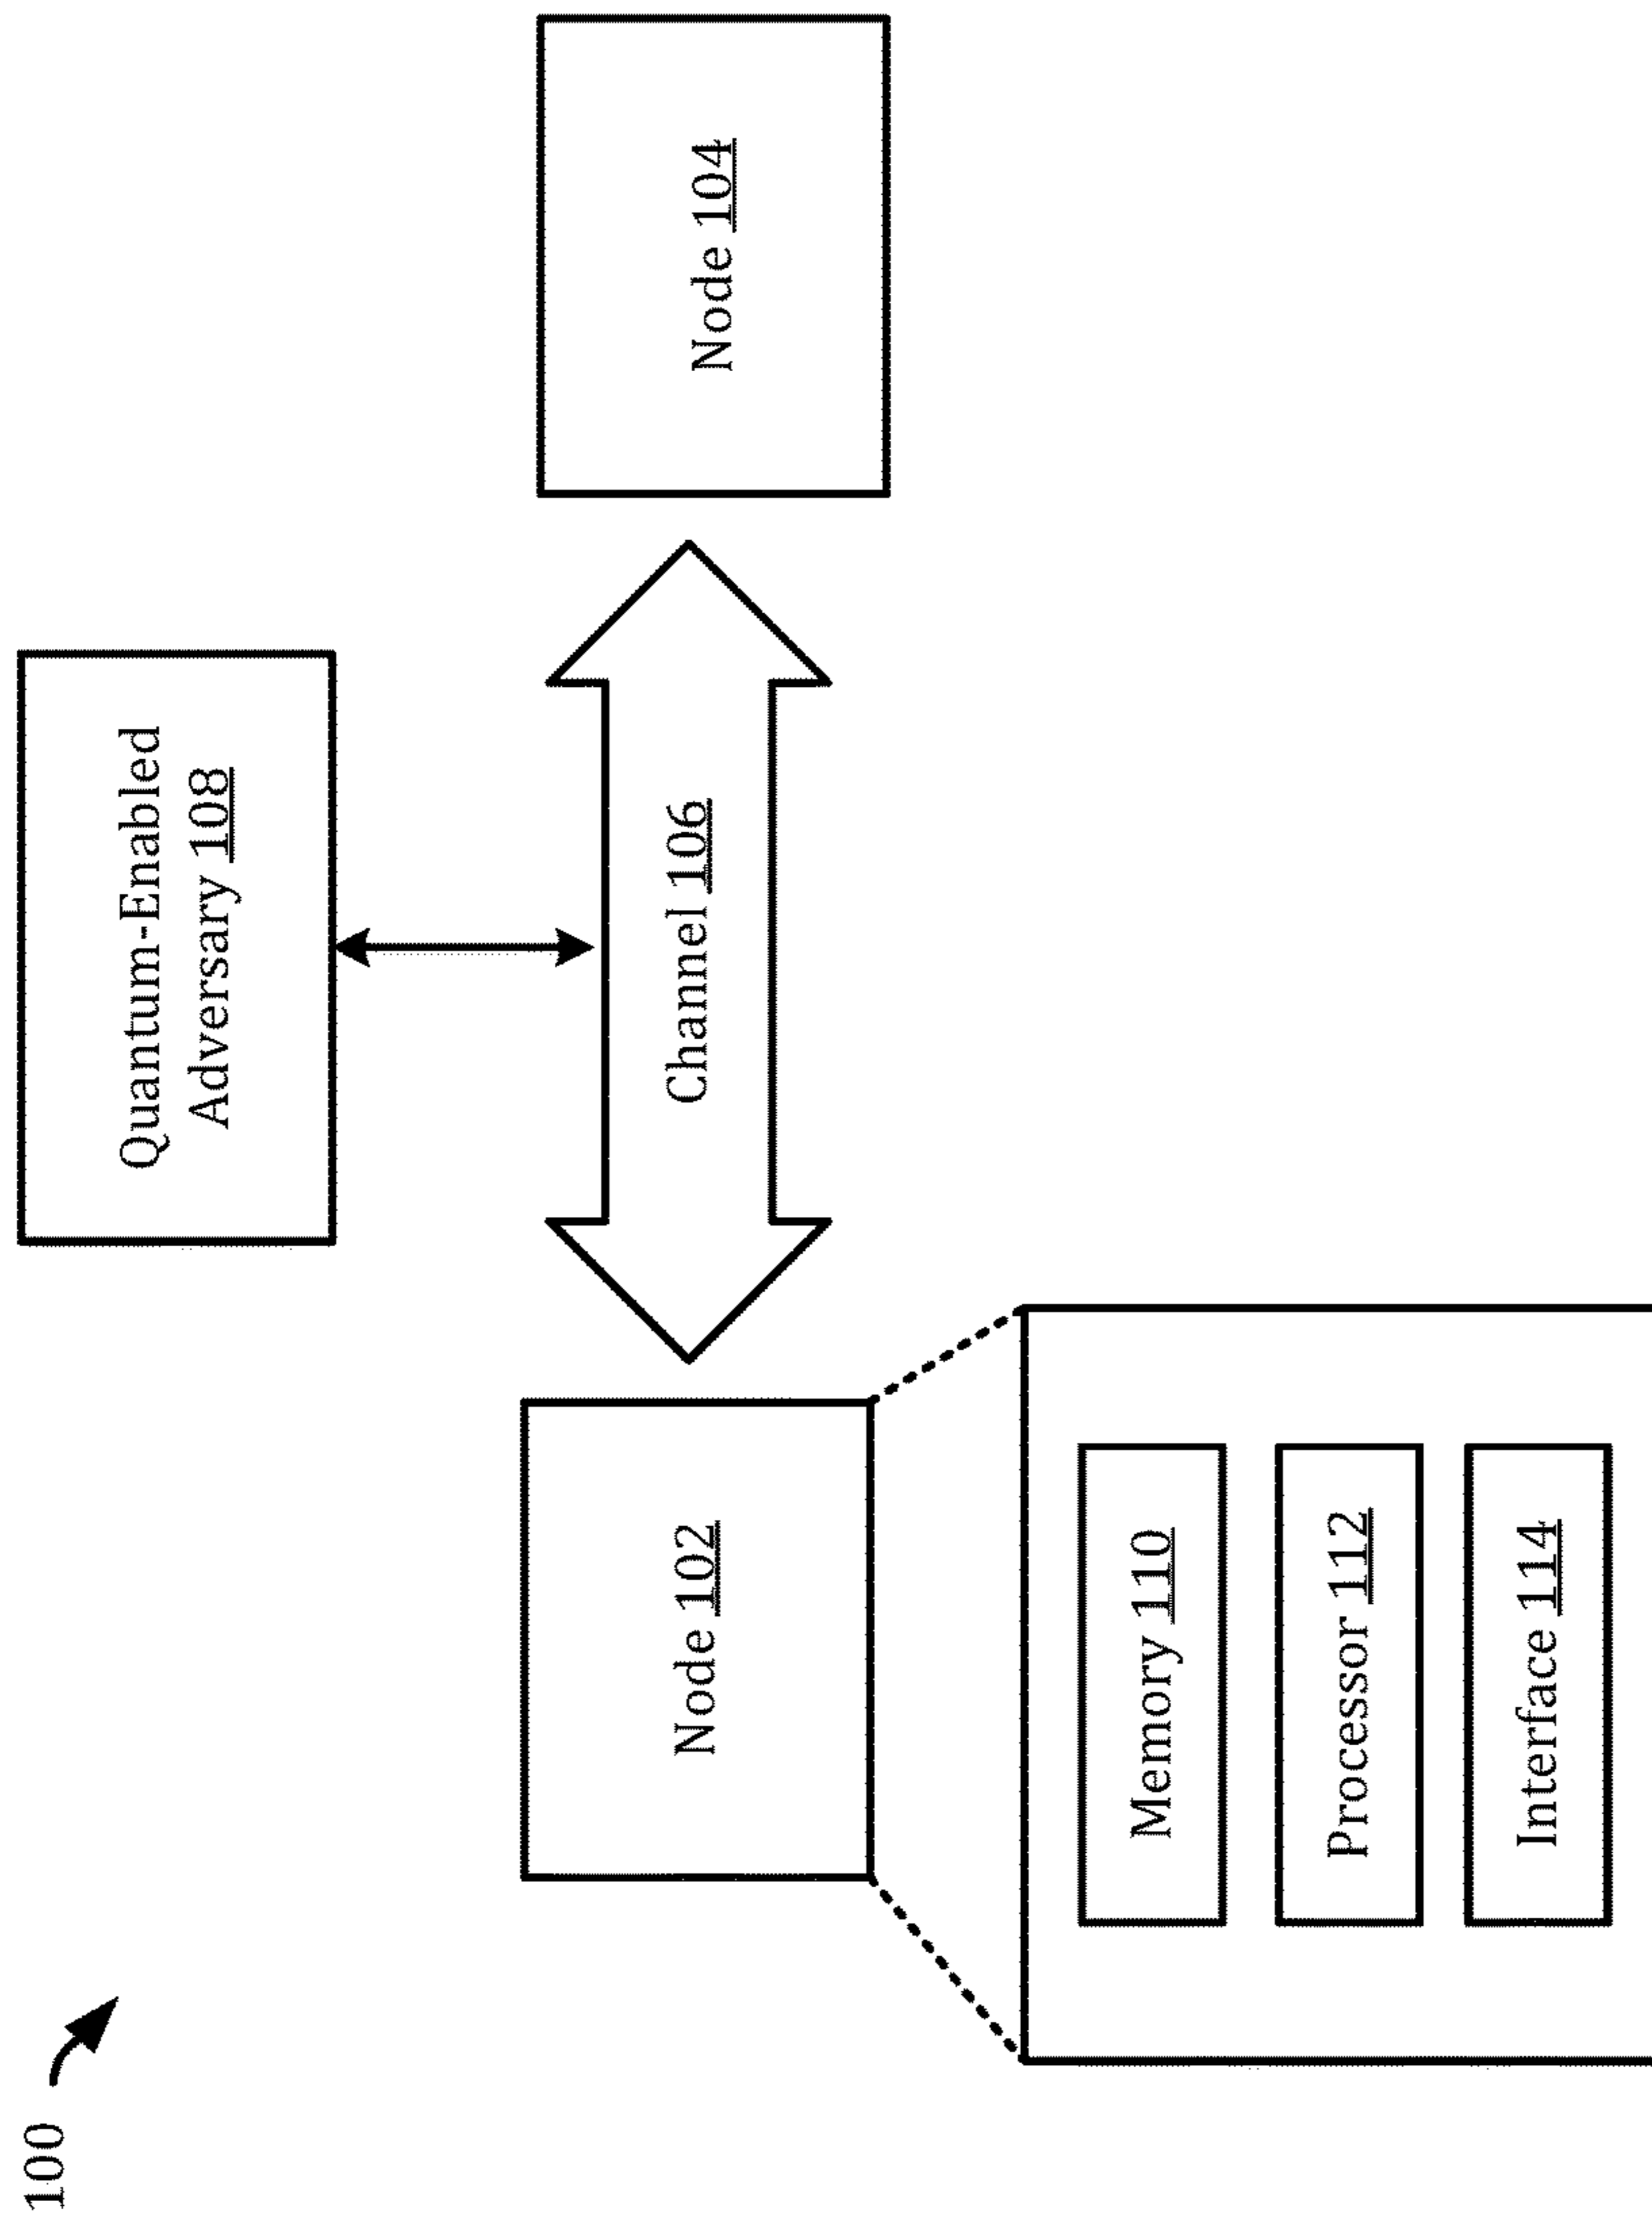 100
Quantum-Enabled
Adversary 108
Node 102
Channel 106
Node 104
Memory 110
Processor 112
Interface 114